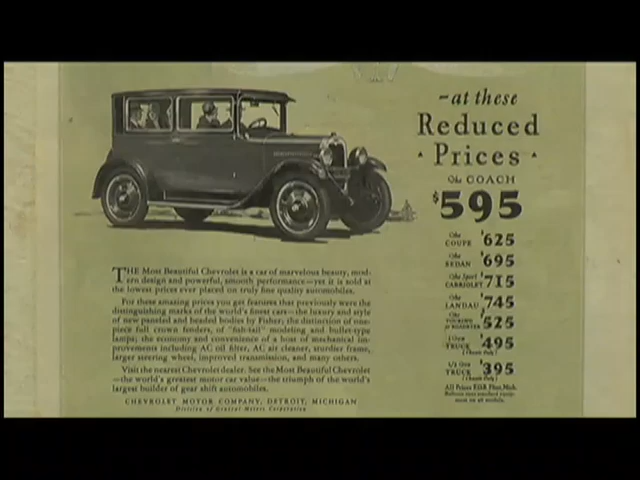 -at these
Reduced
· Prices ·
The COACH
$595
The COUPE $625
The SEDAN $695
The Sport CABRIOLET $715
The LANDAU $745
The TOURING or ROADSTER $525
1 Ton TRUCK $495
(Chassis Only)
1/2 Ton TRUCK $395
(Chassis Only)
All Prices F.O.B. Flint, Mich.
THE Most Beautiful Chevrolet is a car of marvelous beauty, mod-
ern design and powerful, smooth performance—yet it is sold at
the lowest prices ever placed on truly fine quality automobiles.
For these amazing prices you get features that previously were the
distinguishing marks of the world's finest cars—the luxury and style
of new paneled and beaded bodies by Fisher; the distinction of one-
piece full crown fenders, of "fish-tail" modeling and bullet-type
lamps; the economy and convenience of a host of mechanical im-
provements including AC oil filter, AC air cleaner, sturdier frame,
larger steering wheel, improved transmission, and many others.
Visit the nearest Chevrolet dealer. See the Most Beautiful Chevrolet
—the world's greatest motor car value—the triumph of the world's
largest builder of gear shift automobiles.
CHEVROLET MOTOR COMPANY, DETROIT, MICHIGAN
Division of General Motors Corporation